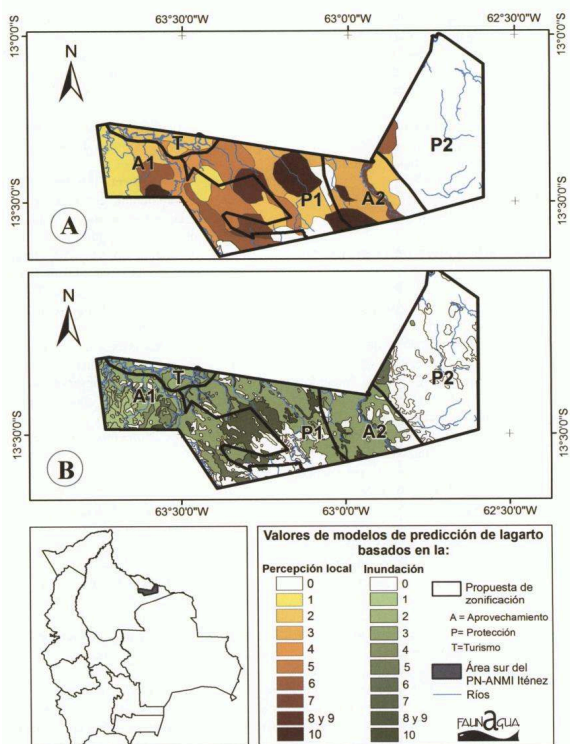 63°30'0"W 63°0'0"W 62°30'0"W
13°0'0"S
13°0'0"S
N
T
A1
P1
A2
P2
13°30'0"S
13°30'0"S
A
N
T
A1
P1
A2
P2
13°30'0"S
13°30'0"S
B
63°30'0"W 63°0'0"W 62°30'0"W
Valores de modelos de predicción de lagarto
basados en la:
Percepción local Inundación
0 0
1 1
2 2
3 3
4 4
5 5
6 6
7 7
8 y 9 8 y 9
10 10
Propuesta de
zonificación
A = Aprovechamiento
P= Protección
T=Turismo
Área sur del
PN-ANMI Iténez
Ríos
FAUNAGUA